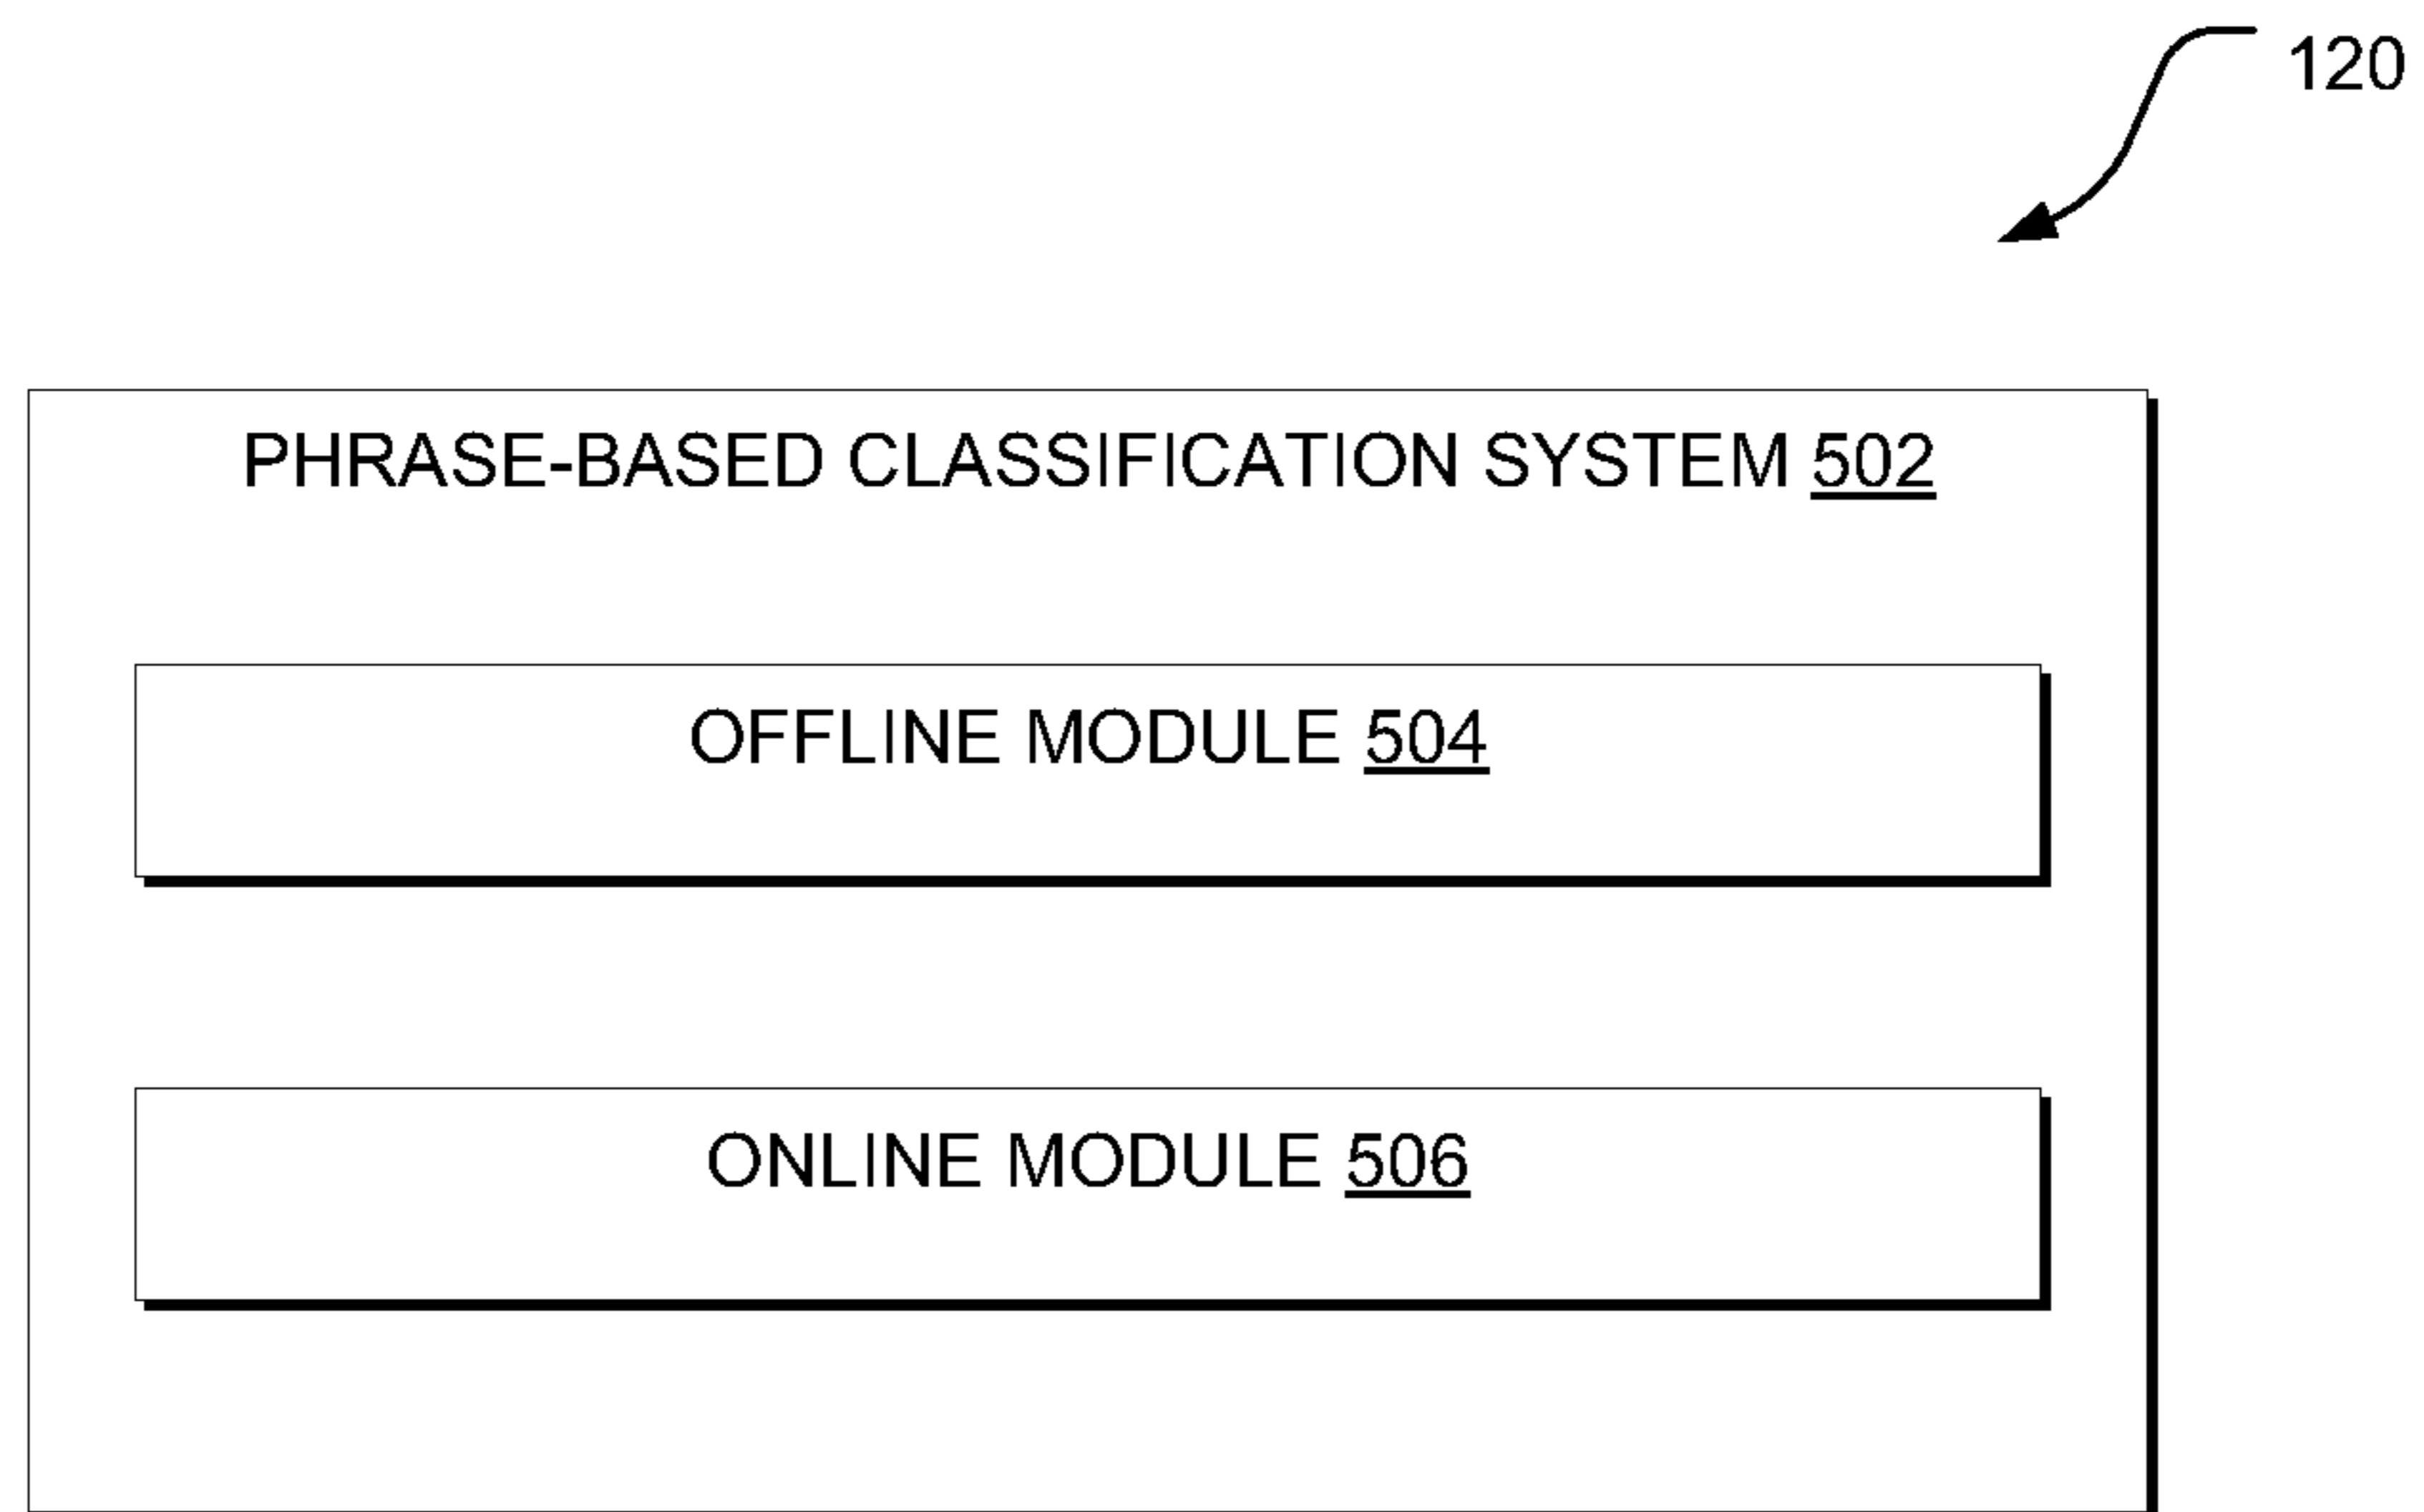 120
PHRASE-BASED CLASSIFICATION SYSTEM 502
OFFLINE MODULE 504
ONLINE MODULE 506